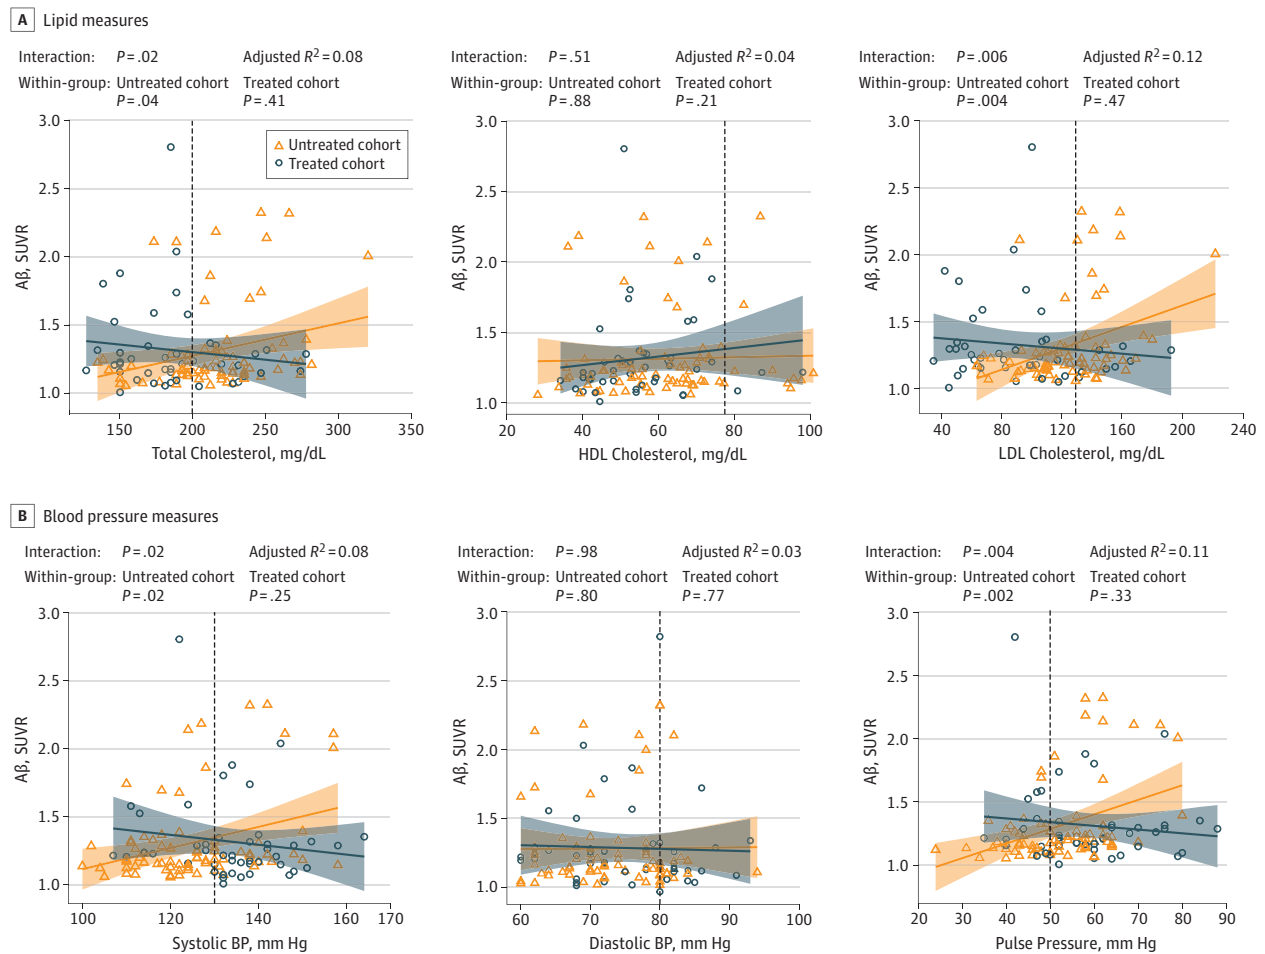 A Lipid measures
Interaction: P = .02 Adjusted R² = 0.08
Within-group: Untreated cohort Treated cohort
P = .04 P = .41
3.0
2.5
2.0
1.5
1.0
Aβ, SUVR
Untreated cohort
Treated cohort
150 200 250 300 350
Total Cholesterol, mg/dL
Interaction: P = .51 Adjusted R² = 0.04
Within-group: Untreated cohort Treated cohort
P = .88 P = .21
3.0
2.5
2.0
1.5
1.0
Aβ, SUVR
20 40 60 80 100
HDL Cholesterol, mg/dL
Interaction: P = .006 Adjusted R² = 0.12
Within-group: Untreated cohort Treated cohort
P = .004 P = .47
3.0
2.5
2.0
1.5
1.0
Aβ, SUVR
40 80 120 160 200 240
LDL Cholesterol, mg/dL
B Blood pressure measures
Interaction: P = .02 Adjusted R² = 0.08
Within-group: Untreated cohort Treated cohort
P = .02 P = .25
3.0
2.5
2.0
1.5
1.0
Aβ, SUVR
100 120 140 160 170
Systolic BP, mm Hg
Interaction: P = .98 Adjusted R² = 0.03
Within-group: Untreated cohort Treated cohort
P = .80 P = .77
3.0
2.5
2.0
1.5
1.0
Aβ, SUVR
60 70 80 90 100
Diastolic BP, mm Hg
Interaction: P = .004 Adjusted R² = 0.11
Within-group: Untreated cohort Treated cohort
P = .002 P = .33
3.0
2.5
2.0
1.5
1.0
Aβ, SUVR
20 30 40 50 60 70 80 90
Pulse Pressure, mm Hg